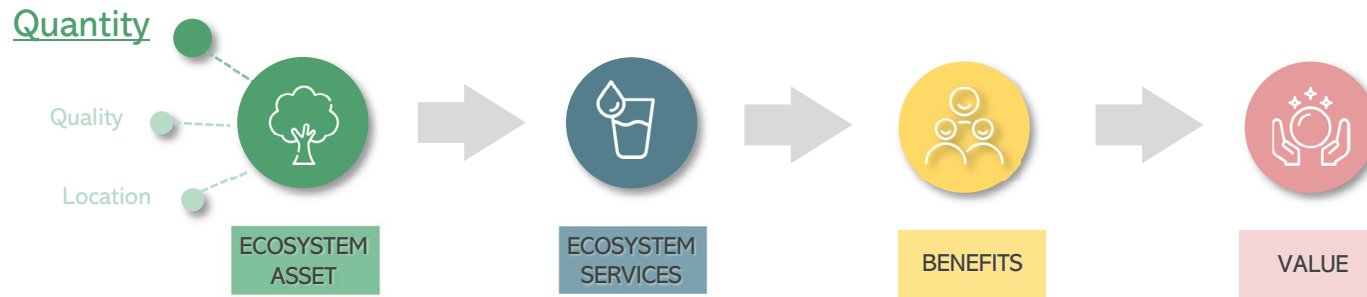 Quantity
Quality
Location
ECOSYSTEM
ASSET
ECOSYSTEM
SERVICES
BENEFITS
VALUE